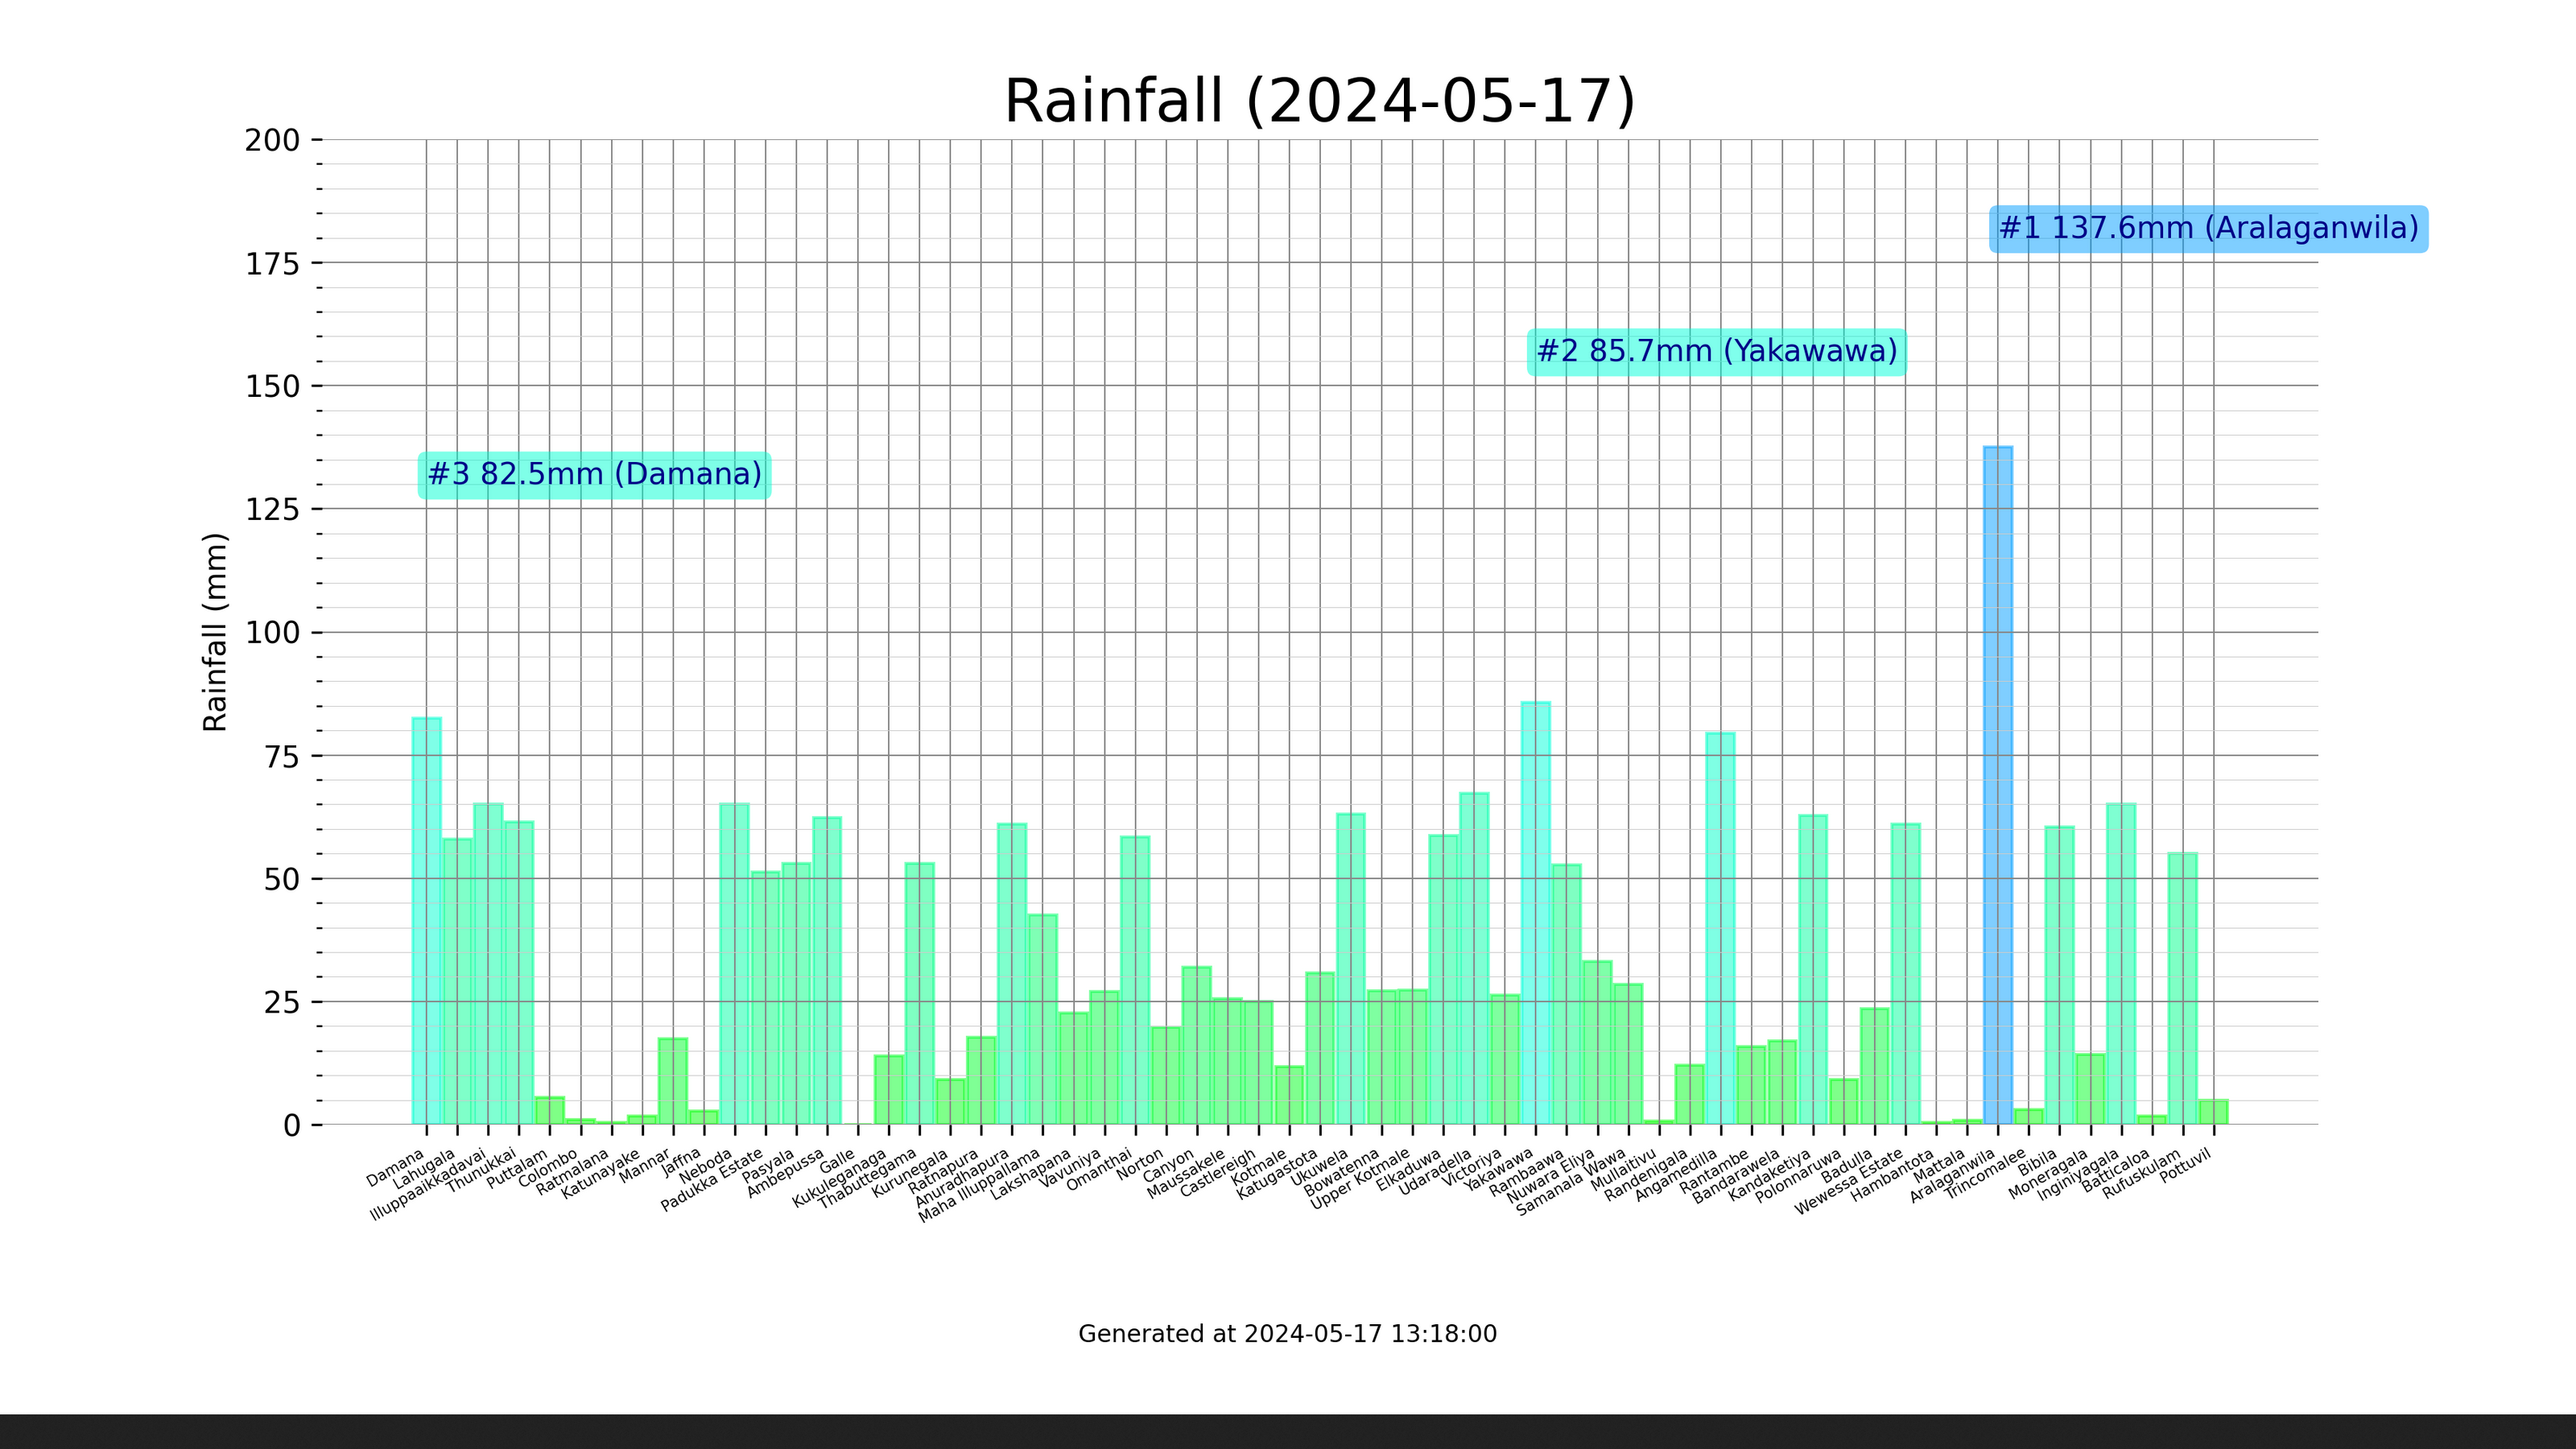 Rainfall (2024-05-17)
200
175
150
125
100
75
50
25
0
Rainfall (mm)
#1 137.6mm (Aralaganwila)
#2 85.7mm (Yakawawa)
#3 82.5mm (Damana)
Damana
Lahugala
Illuppaaikkadavai
Thunukkai
Puttalam
Colombo
Ratmalana
Katunayake
Mannar
Jaffna
Neboda
Padukka Estate
Pasyala
Ambepussa
Galle
Kukuleganaga
Thabuttegama
Kurunegala
Ratnapura
Anuradhapura
Maha Illuppallama
Lakshapana
Vavuniya
Omanthai
Norton
Canyon
Maussakele
Castlereigh
Kotmale
Katugastota
Ukuwela
Bowatenna
Upper Kotmale
Elkaduwa
Udaradella
Victoriya
Yakawawa
Rambaawa
Nuwara Eliya
Samanala Wawa
Mullaitivu
Randenigala
Angamedilla
Rantambe
Bandarawela
Kandaketiya
Polonnaruwa
Badulla
Wewessa Estate
Hambantota
Mattala
Aralaganwila
Trincomalee
Bibila
Moneragala
Inginiyagala
Batticaloa
Rufuskulam
Pottuvil
Generated at 2024-05-17 13:18:00